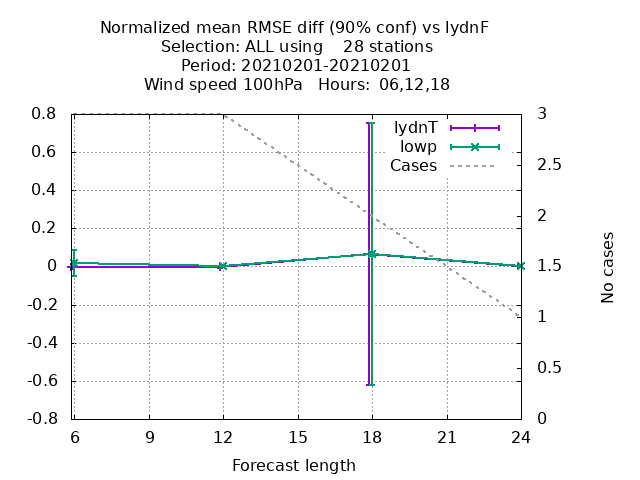 Normalized mean RMSE diff (90% conf) vs lydnF
Selection: ALL using    28 stations
Period: 20210201-20210201
Wind speed 100hPa   Hours:  06,12,18
lydnT
lowp
Cases
0.8
0.6
0.4
0.2
0
-0.2
-0.4
-0.6
-0.8
3
2.5
2
1.5
1
0.5
0
No cases
6 9 12 15 18 21 24
Forecast length